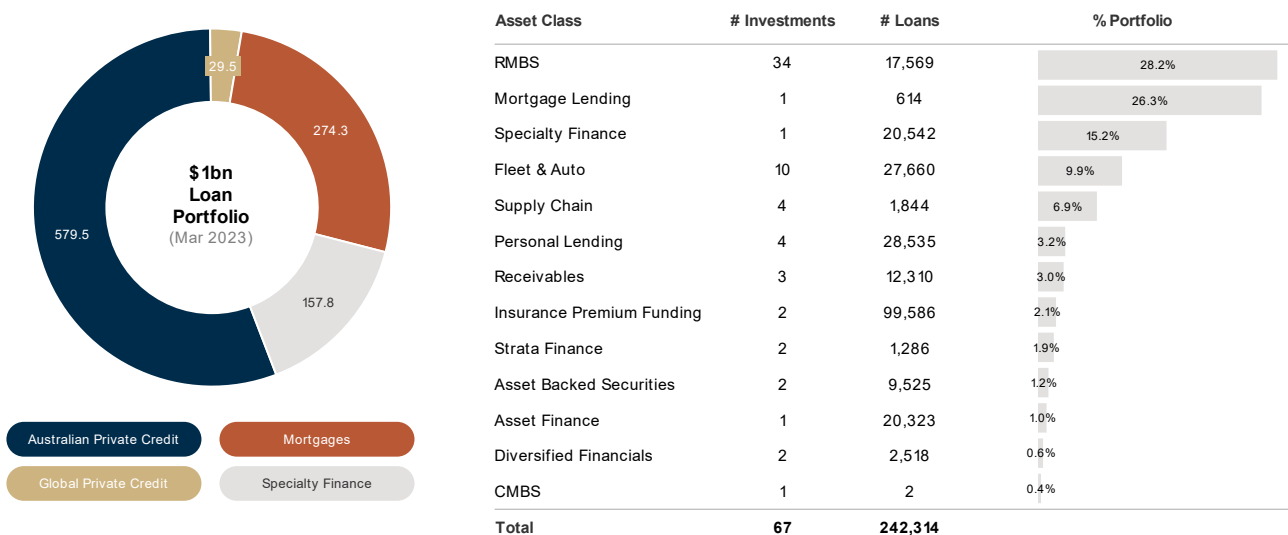 29.5
274.3
579.5
157.8
$1bn
Loan
Portfolio
(Mar 2023)
Australian Private Credit
Mortgages
Global Private Credit
Specialty Finance
Asset Class # Investments # Loans % Portfolio
RMBS 34 17,569 28.2%
Mortgage Lending 1 614 26.3%
Specialty Finance 1 20,542 15.2%
Fleet & Auto 10 27,660 9.9%
Supply Chain 4 1,844 6.9%
Personal Lending 4 28,535 3.2%
Receivables 3 12,310 3.0%
Insurance Premium Funding 2 99,586 2.1%
Strata Finance 2 1,286 1.9%
Asset Backed Securities 2 9,525 1.2%
Asset Finance 1 20,323 1.0%
Diversified Financials 2 2,518 0.6%
CMBS 1 2 0.4%
Total 67 242,314